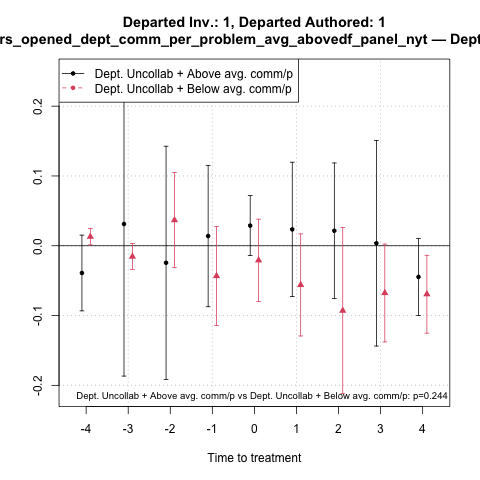 Departed Inv.: 1, Departed Authored: 1
rs_opened_dept_comm_per_problem_avg_abovedf_panel_nyt — Dept
Dept. Uncollab + Above avg. comm/p
Dept. Uncollab + Below avg. comm/p
0.2
0.1
0.0
-0.1
-0.2
Dept. Uncollab + Above avg. comm/p vs Dept. Uncollab + Below avg. comm/p: p=0.244
-4 -3 -2 -1 0 1 2 3 4
Time to treatment